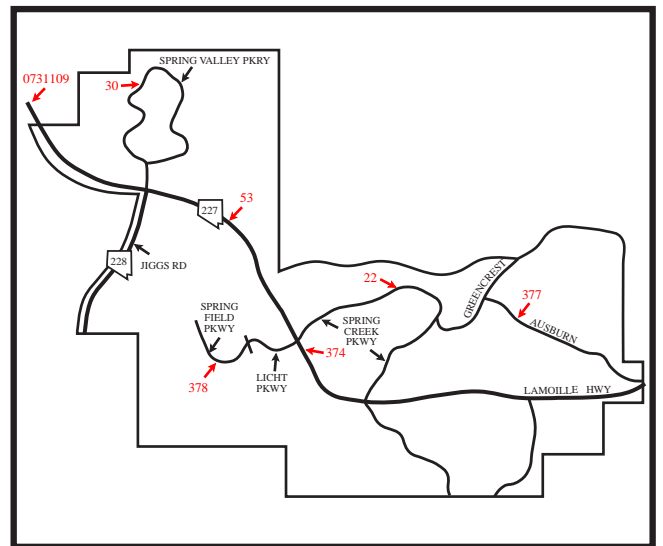 SPRING VALLEY PKRY
0731109
30
53
227
228
JIGGS RD
22
GREENCREST
377
SPRING
FIELD
PKWY
SPRING
CREEK
PKWY
AUSBURN
374
378
LICHT
PKWY
LAMOILLE HWY